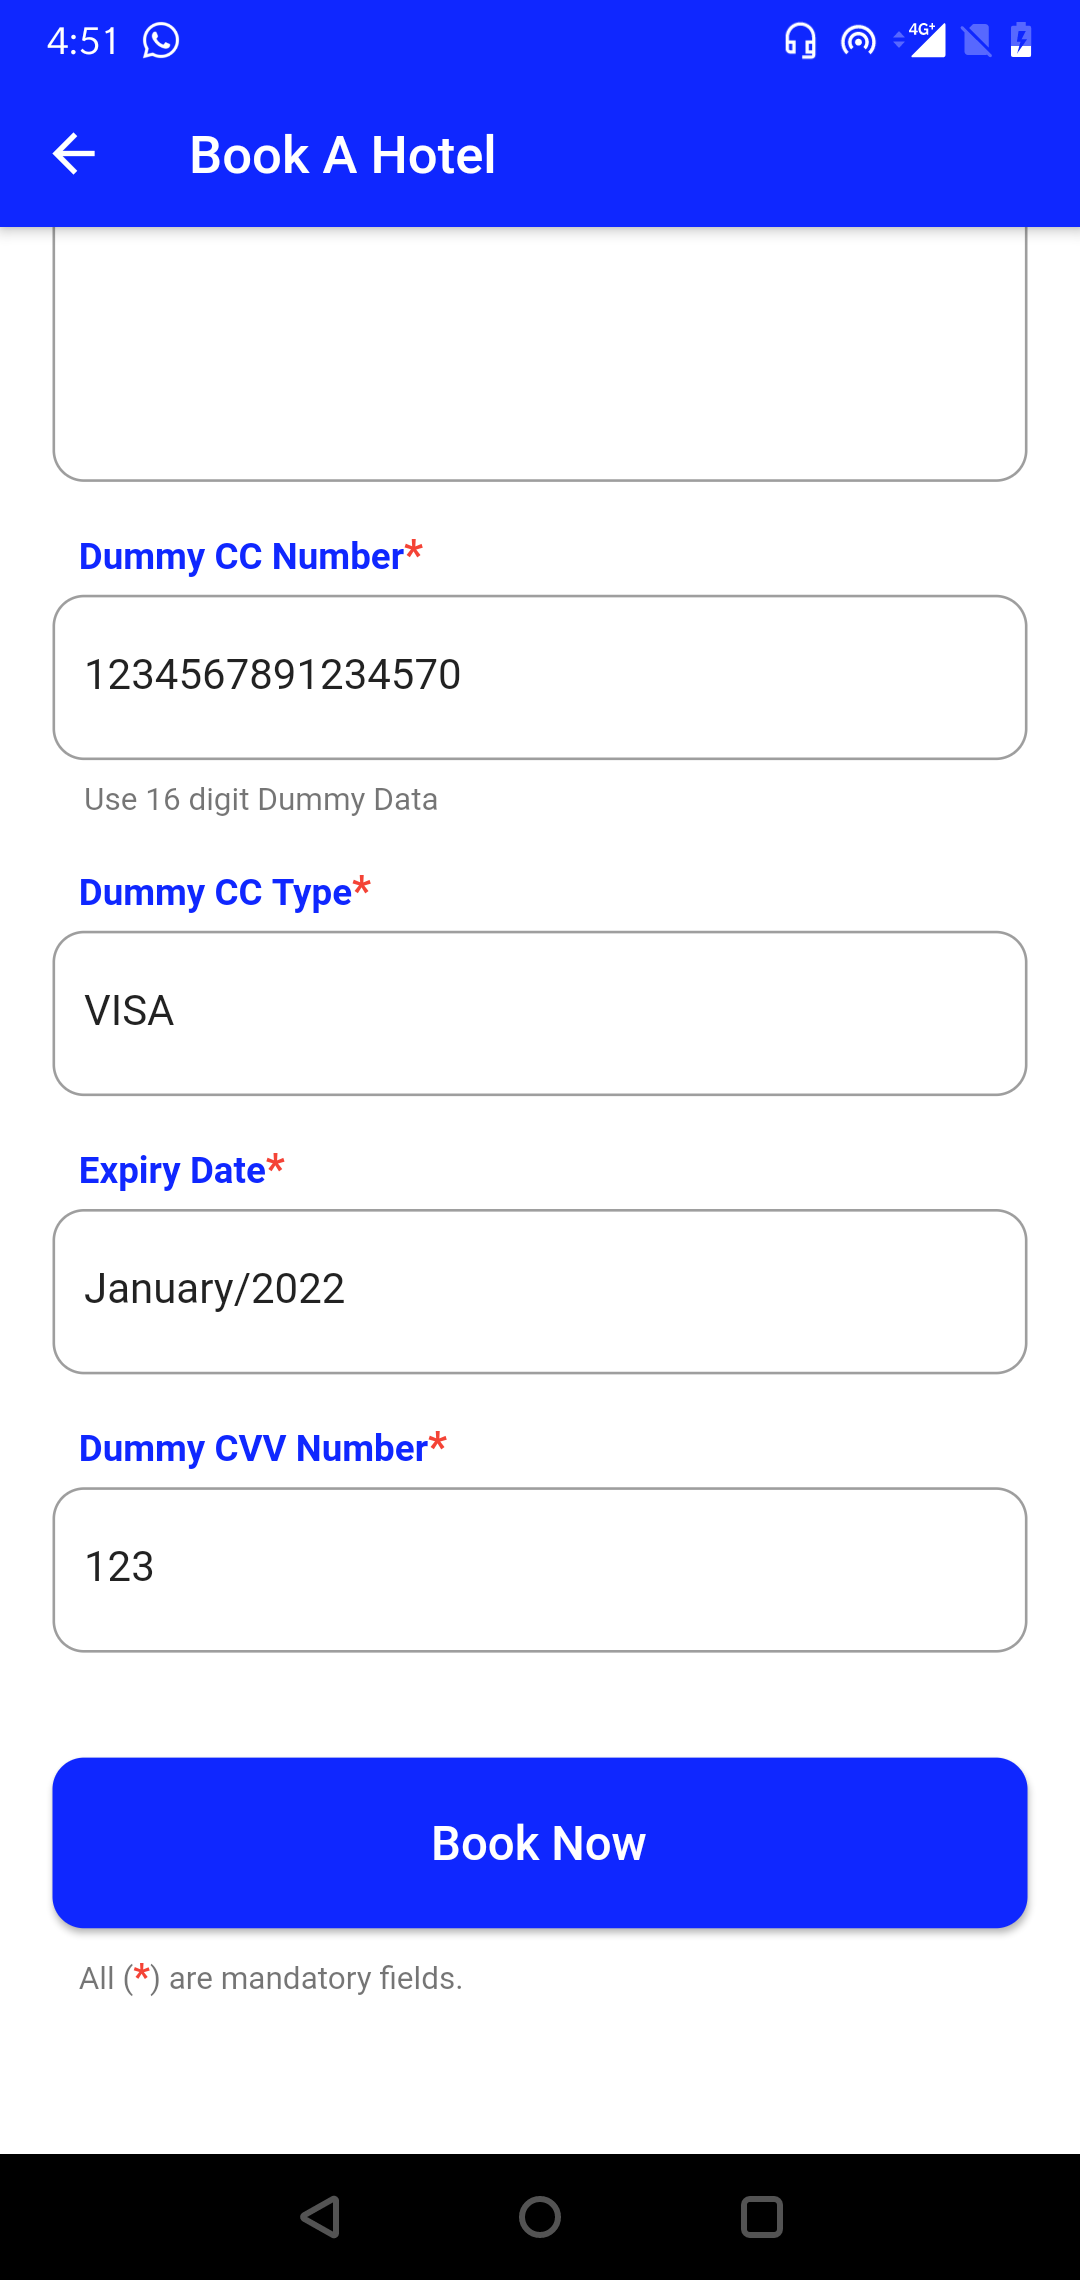 4:51
4G+
Book A Hotel
Dummy CC Number*
1234567891234570
Use 16 digit Dummy Data
Dummy CC Type*
VISA
Expiry Date*
January/2022
Dummy CVV Number*
123
Book Now
All (*) are mandatory fields.